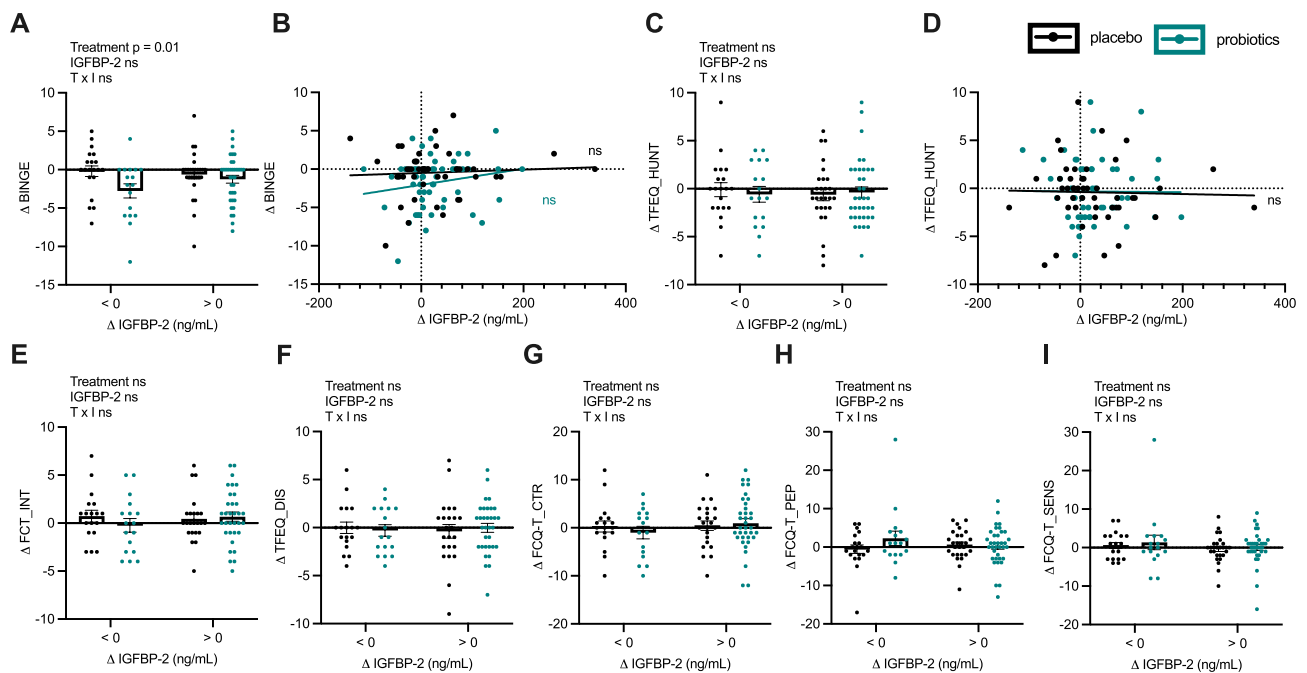 A
Treatment p = 0.01
IGFBP-2 ns
T x I ns
Δ BINGE
10
5
0
-5
-10
-15
< 0
> 0
Δ IGFBP-2 (ng/mL)
B
Δ BINGE
10
5
0
-5
-10
-15
-200
0
200
400
ns
ns
Δ IGFBP-2 (ng/mL)
C
Treatment ns
IGFBP-2 ns
T x I ns
Δ TFEQ_HUNT
10
5
0
-5
-10
< 0
> 0
Δ IGFBP-2 (ng/mL)
D
placebo
probiotics
Δ TFEQ_HUNT
10
5
0
-5
-10
-200
0
200
400
ns
Δ IGFBP-2 (ng/mL)
E
Treatment ns
IGFBP-2 ns
T x I ns
Δ FCT_INT
10
5
0
-5
-10
< 0
> 0
Δ IGFBP-2 (ng/mL)
F
Treatment ns
IGFBP-2 ns
T x I ns
Δ TFEQ_DIS
10
5
0
-5
-10
< 0
> 0
Δ IGFBP-2 (ng/mL)
G
Treatment ns
IGFBP-2 ns
T x I ns
Δ FCQ-T_CTR
20
10
0
-10
-20
< 0
> 0
Δ IGFBP-2 (ng/mL)
H
Treatment ns
IGFBP-2 ns
T x I ns
Δ FCQ-T_PEP
30
20
10
0
-10
-20
< 0
> 0
Δ IGFBP-2 (ng/mL)
I
Treatment ns
IGFBP-2 ns
T x I ns
Δ FCQ-T_SENS
30
20
10
0
-10
-20
< 0
> 0
Δ IGFBP-2 (ng/mL)